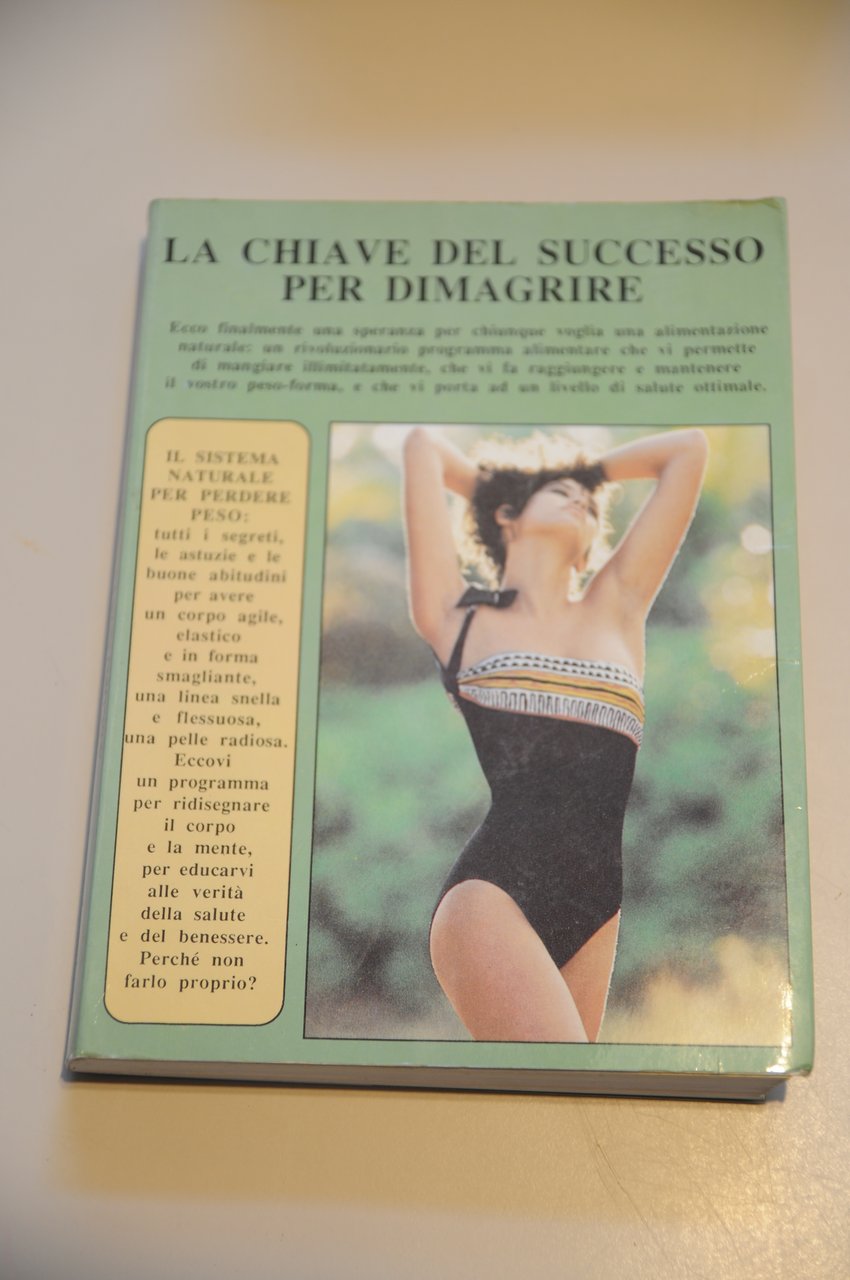 LA CHIAVE DEL SUCCESSO
PER DIMAGRIRE
Ecco finalmente una speranza per chiunque voglia una alimentazione
naturale: un rivoluzionario programma alimentare che vi permette
di mangiare illimitatamente, che vi fa raggiungere e mantenere
il vostro peso-forma, e che vi porta ad un livello di salute ottimale.
IL SISTEMA
NATURALE
PER PERDERE
PESO:
tutti i segreti,
le astuzie e le
buone abitudini
per avere
un corpo agile,
elastico
e in forma
smagliante,
una linea snella
e flessuosa,
una pelle radiosa.
Eccovi
un programma
per ridisegnare
il corpo
e la mente,
per educarvi
alle verità
della salute
e del benessere.
Perché non
farlo proprio?